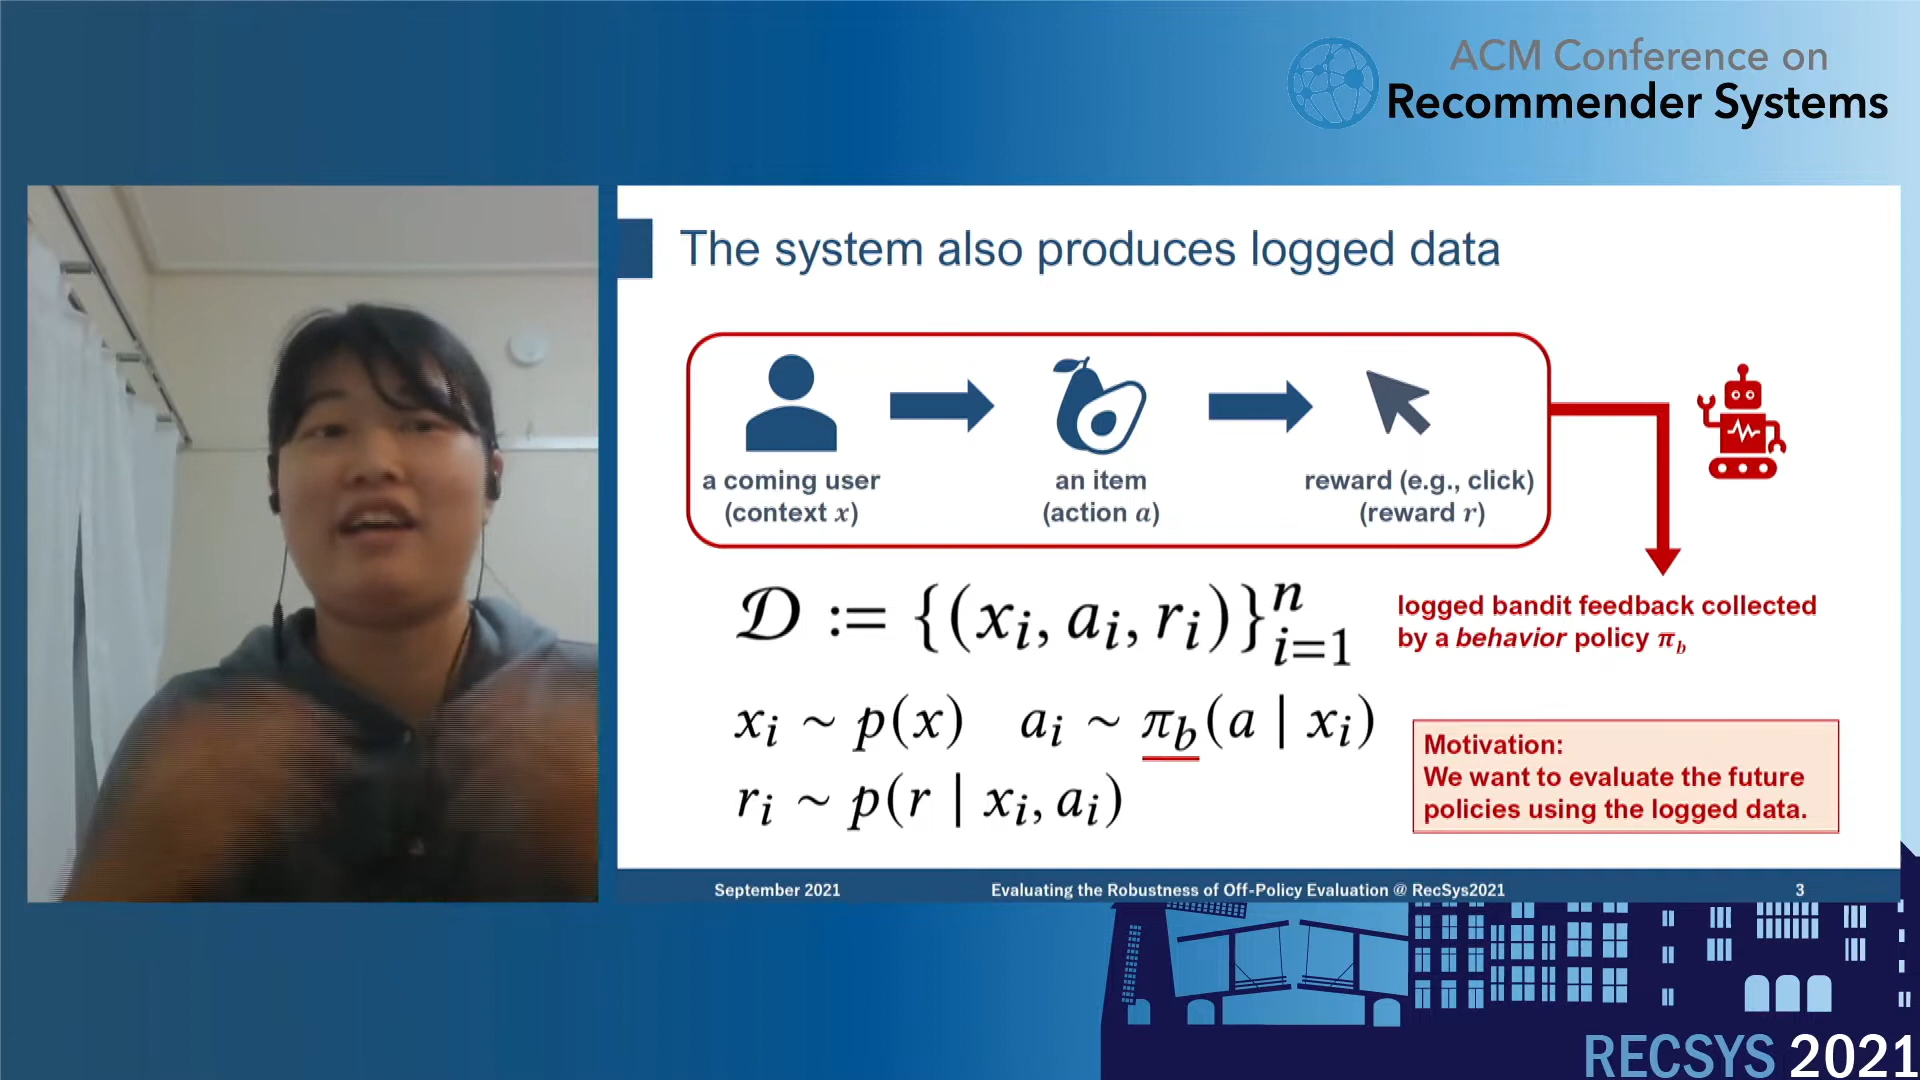 ACM Conference on
Recommender Systems
The system also produces logged data
a coming user
(context x)
an item
(action a)
reward (e.g., click)
(reward r)
𝒟 := {(xᵢ, aᵢ, rᵢ)}ⁿᵢ₌₁
logged bandit feedback collected
by a behavior policy π_b
xᵢ ~ p(x) aᵢ ~ π_b(a | xᵢ)
rᵢ ~ p(r | xᵢ, aᵢ)
Motivation:
We want to evaluate the future
policies using the logged data.
September 2021
Evaluating the Robustness of Off-Policy Evaluation @ RecSys2021
3
RECSYS 2021